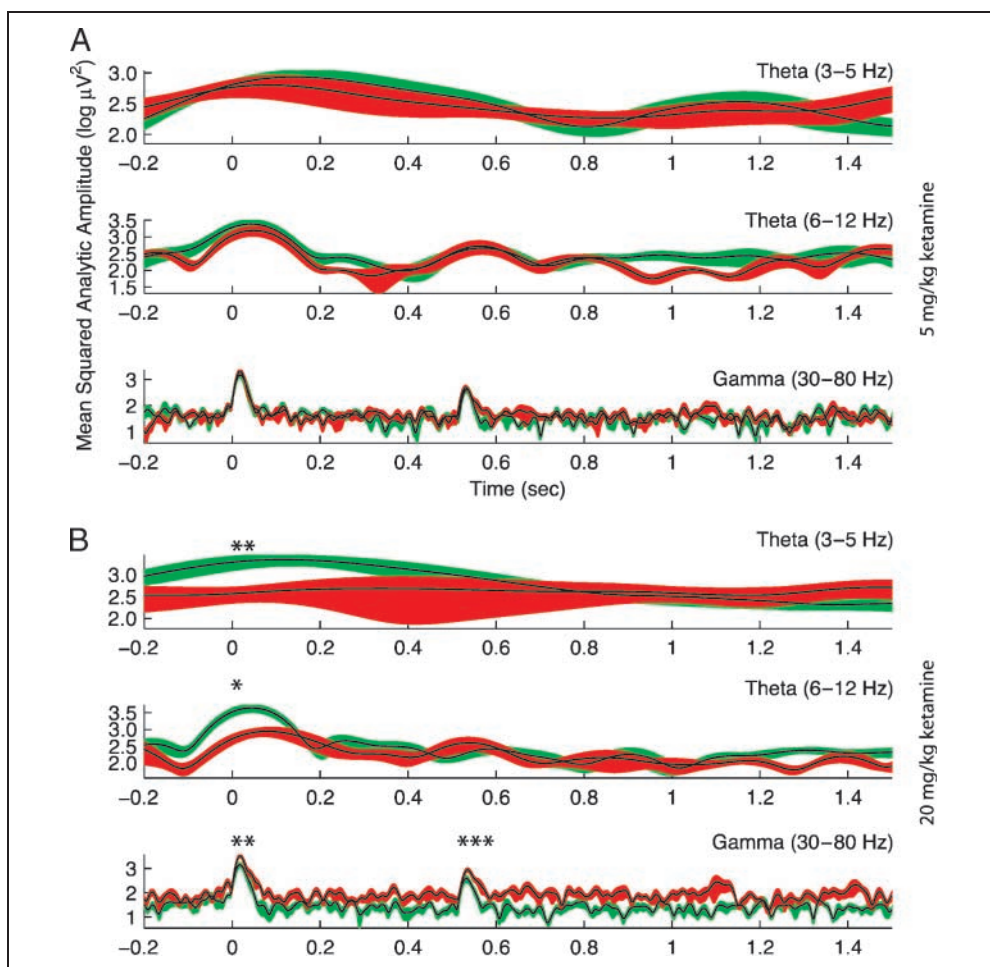 A
Mean Squared Analytic Amplitude (log μV²)
Theta (3–5 Hz)
3.0
2.5
2.0
−0.2 0 0.2 0.4 0.6 0.8 1 1.2 1.4
Theta (6–12 Hz)
3.5
3.0
2.5
2.0
1.5
−0.2 0 0.2 0.4 0.6 0.8 1 1.2 1.4
5 mg/kg ketamine
Gamma (30–80 Hz)
3
2
1
−0.2 0 0.2 0.4 0.6 0.8 1 1.2 1.4
Time (sec)
B
** Theta (3–5 Hz)
3.0
2.5
2.0
−0.2 0 0.2 0.4 0.6 0.8 1 1.2 1.4
* Theta (6–12 Hz)
3.5
3.0
2.5
2.0
−0.2 0 0.2 0.4 0.6 0.8 1 1.2 1.4
20 mg/kg ketamine
** *** Gamma (30–80 Hz)
3
2
1
−0.2 0 0.2 0.4 0.6 0.8 1 1.2 1.4